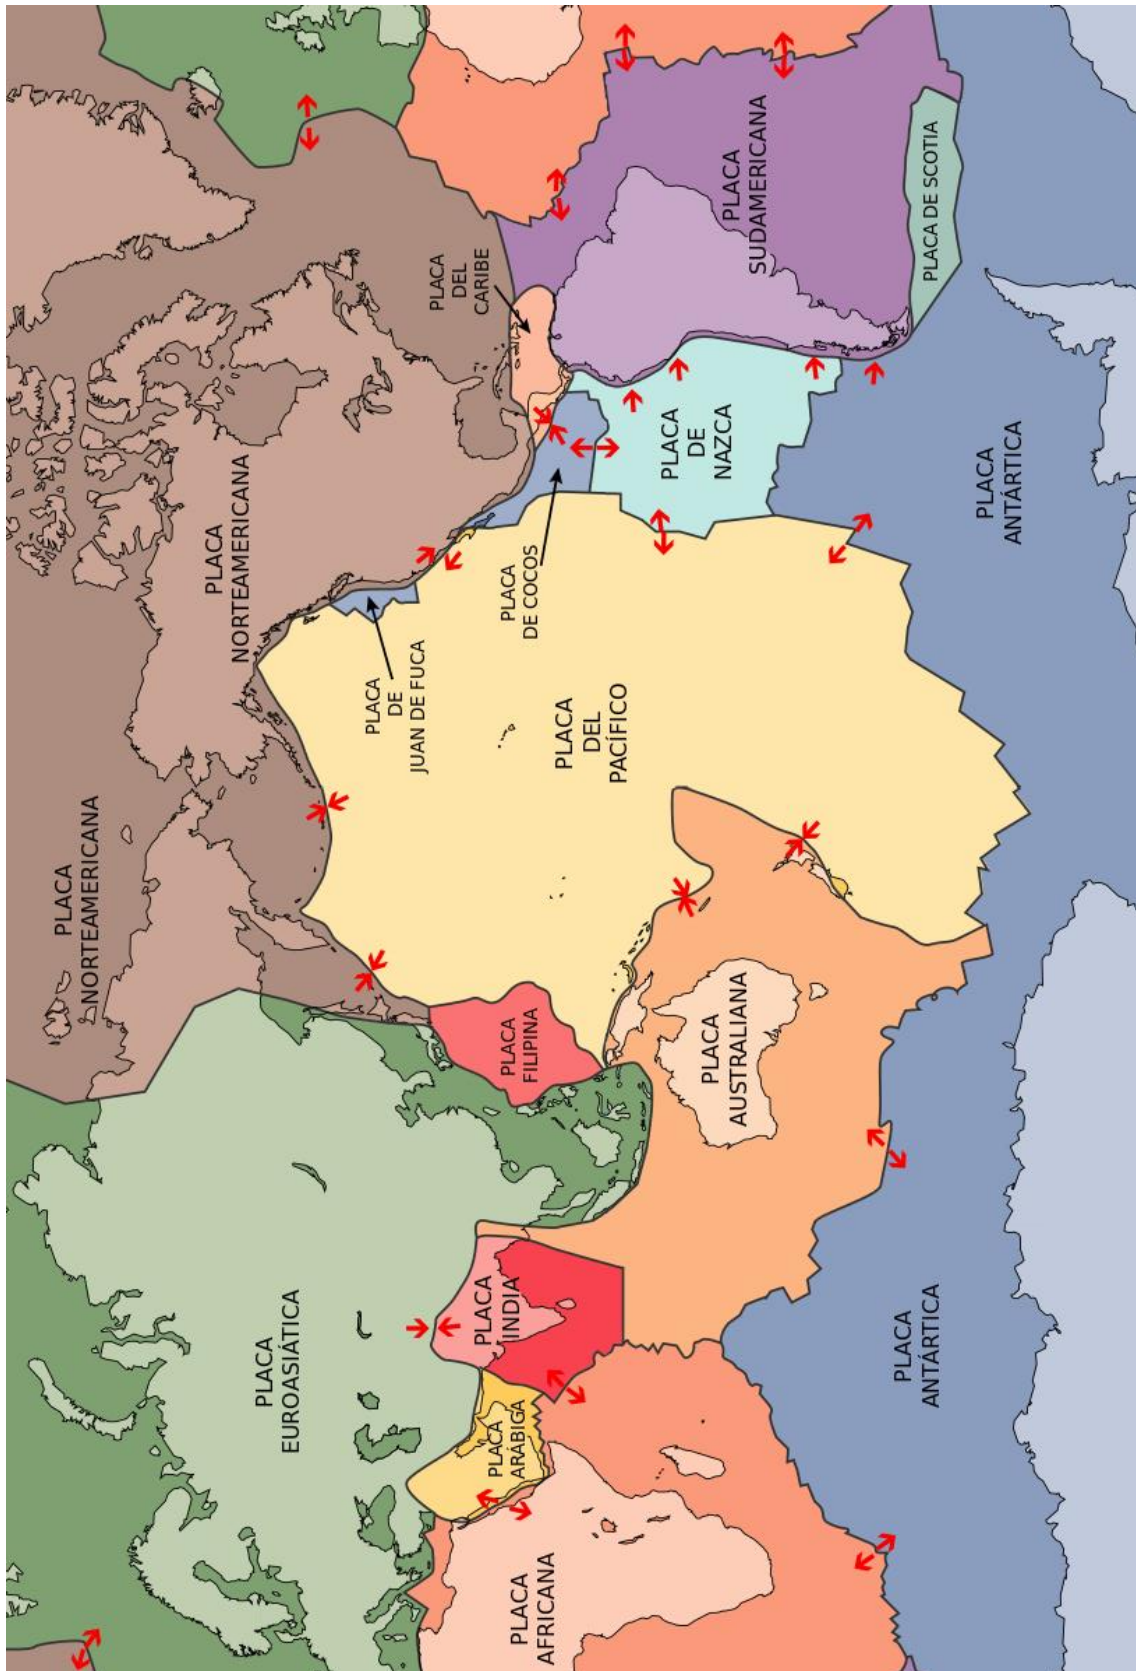 PLACA
NORTEAMERICANA
PLACA
NORTEAMERICANA
PLACA
EUROASIÁTICA
PLACA
DEL
CARIBE
PLACA
DE
JUAN DE FUCA
PLACA
DE COCOS
PLACA
FILIPINA
PLACA
INDIA
PLACA
ARÁBIGA
PLACA
AFRICANA
PLACA
DEL
PACÍFICO
PLACA
DE
NAZCA
PLACA
SUDAMERICANA
PLACA
AUSTRALIANA
PLACA DE SCOTIA
PLACA
ANTÁRTICA
PLACA
ANTÁRTICA